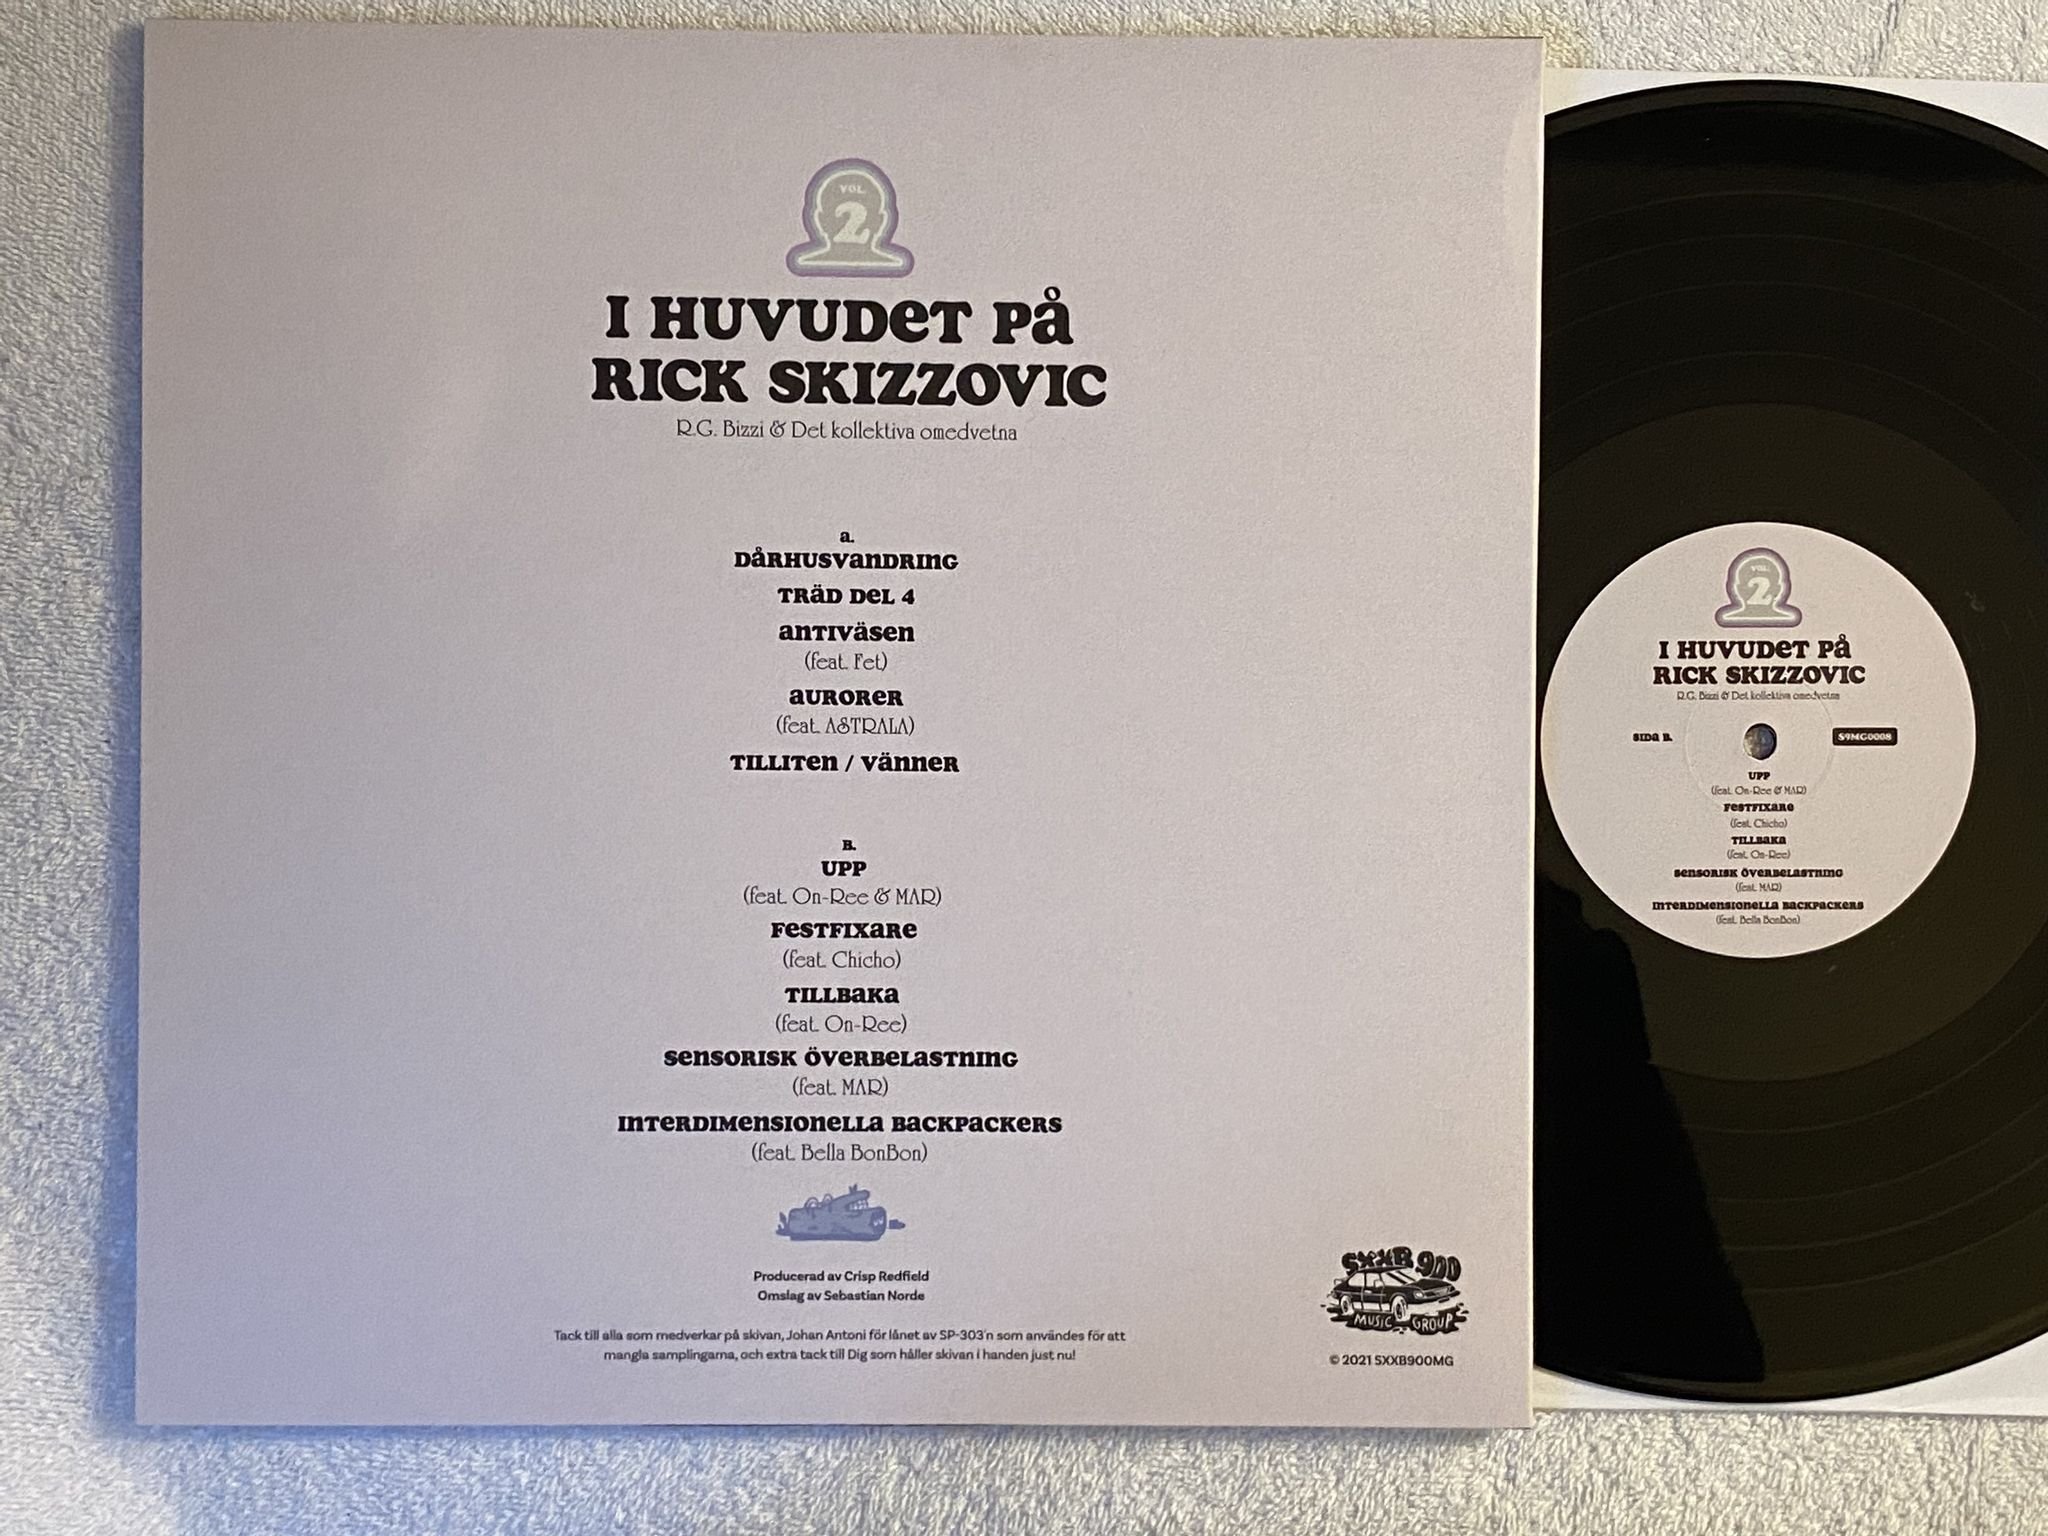 VOL.
2
I HUVUDET PÅ
RICK SKIZZOVIC
R.G. Bizzi & Det kollektiva omedvetna
A.
DÅRHUSVANDRING
TRÄD DEL 4
ANTIVÄSEN
(feat. Fet)
AURORER
(feat. ASTRALA)
TILLITEN / VÄNNER
B.
UPP
(feat. On-Ree & MAR)
FESTFIXARE
(feat. Chicho)
TILLBAKA
(feat. On-Ree)
SENSORISK ÖVERBELASTNING
(feat. MAR)
INTERDIMENSIONELLA BACKPACKERS
(feat. Bella BonBon)
Producerad av Crisp Redfield
Omslag av Sebastian Norde
Tack till alla som medverkar på skivan, Johan Antoni för lånet av SP-303'n som användes för att
mangla samplingarna, och extra tack till Dig som håller skivan i handen just nu!
SXXB 900
MUSIC GROUP
© 2021 SXXB900MG
VOL.
2
I HUVUDET PÅ
RICK SKIZZOVIC
R.G. Bizzi & Det kollektiva omedvetna
SIDA B.
S9MG0008
UPP
(feat. On-Ree & MAR)
FESTFIXARE
(feat. Chicho)
TILLBAKA
(feat. On-Ree)
SENSORISK ÖVERBELASTNING
(feat. MAR)
INTERDIMENSIONELLA BACKPACKERS
(feat. Bella BonBon)